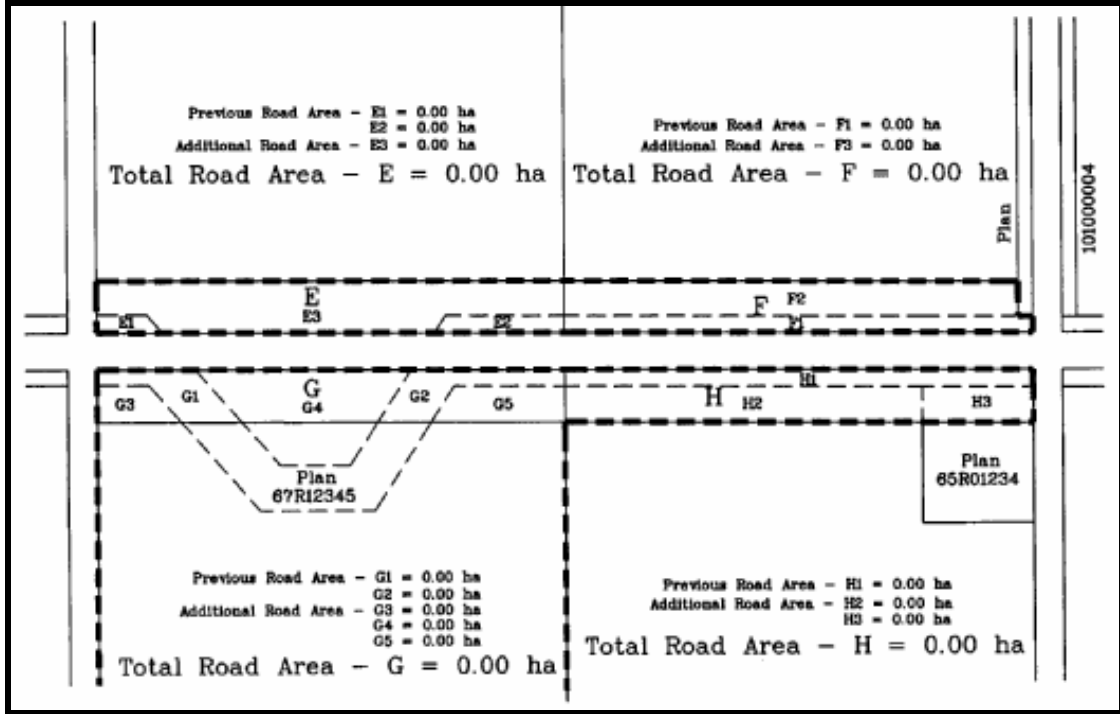 Previous Road Area - E1 = 0.00 ha
E2 = 0.00 ha
Additional Road Area - E3 = 0.00 ha
Total Road Area - E = 0.00 ha
Previous Road Area - F1 = 0.00 ha
Additional Road Area - F3 = 0.00 ha
Total Road Area - F = 0.00 ha
Plan
101000004
E
E3
E1
E2
F
F2
F1
G
G4
G3
G1
G2
G5
H
H1
H2
H3
Plan
67R12345
Plan
65R01234
Previous Road Area - G1 = 0.00 ha
G2 = 0.00 ha
Additional Road Area - G3 = 0.00 ha
G4 = 0.00 ha
G5 = 0.00 ha
Total Road Area - G = 0.00 ha
Previous Road Area - H1 = 0.00 ha
Additional Road Area - H2 = 0.00 ha
H3 = 0.00 ha
Total Road Area - H = 0.00 ha